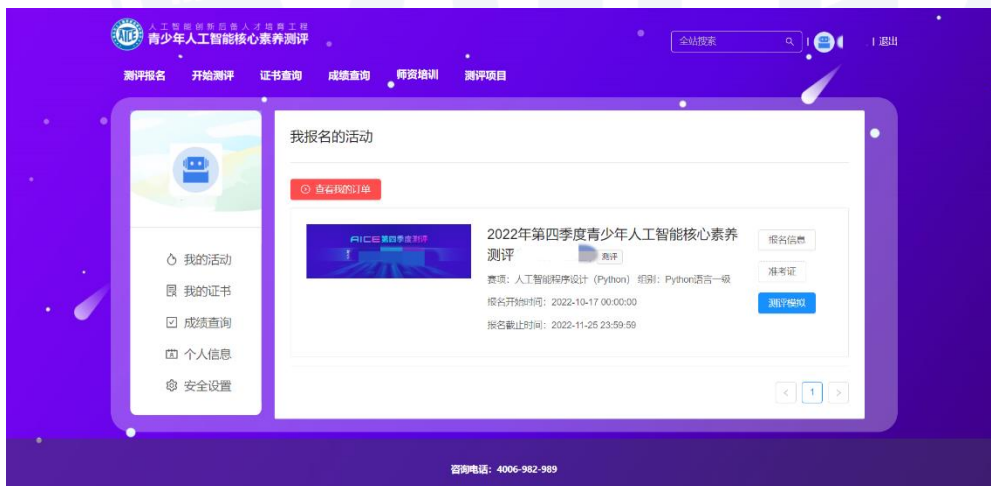 人工智能创新后备人才培育工程
青少年人工智能核心素养测评
全站搜索
| 退出
测评报名 开始测评 证书查询 成绩查询 师资培训 测评项目
我报名的活动
查看我的订单
AICE第四季度测评
2022年第四季度青少年人工智能核心素养
测评 测评
赛项：人工智能程序设计（Python） 组别：Python语言一级
报名开始时间：2022-10-17 00:00:00
报名截止时间：2022-11-25 23:59:59
报名信息
准考证
测评模拟
我的活动
我的证书
成绩查询
个人信息
安全设置
< 1 >
咨询电话：4006-982-989